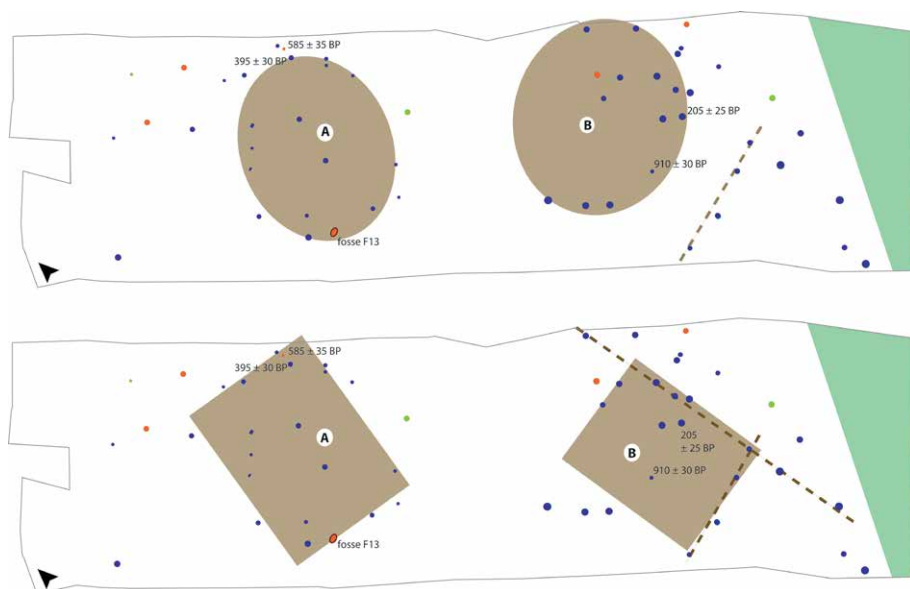 585 ± 35 BP
395 ± 30 BP
A
B
205 ± 25 BP
910 ± 30 BP
fosse F13
585 ± 35 BP
395 ± 30 BP
A
205
± 25 BP
B
910 ± 30 BP
fosse F13